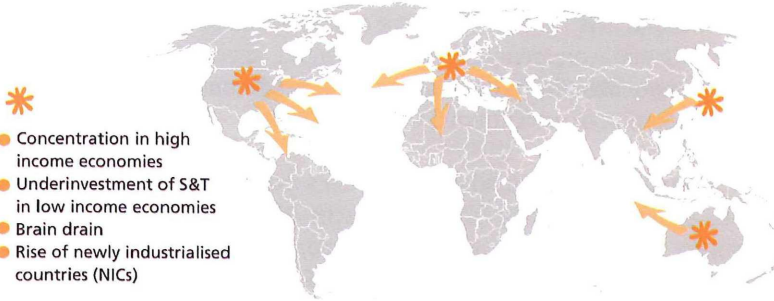 Concentration in high
income economies
Underinvestment of S&T
in low income economies
Brain drain
Rise of newly industrialised
countries (NICs)